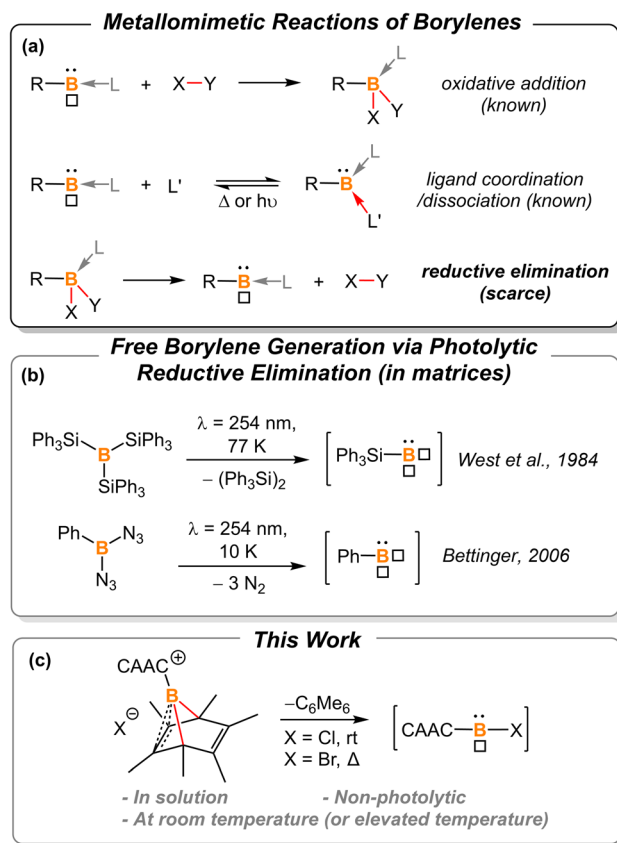 Metallomimetic Reactions of Borylenes
(a)
R B L + X Y R B L X Y oxidative addition
(known)
R B L + L' Δ or hυ R B L L' ligand coordination
/dissociation (known)
R B L X Y R B L + X Y reductive elimination
(scarce)
Free Borylene Generation via Photolytic
Reductive Elimination (in matrices)
(b)
Ph3Si B SiPh3 SiPh3
λ = 254 nm,
77 K
– (Ph3Si)2
Ph3Si B
West et al., 1984
Ph B N3 N3
λ = 254 nm,
10 K
– 3 N2
Ph B
Bettinger, 2006
This Work
(c)
CAAC ⊕
B
X ⊖
–C6Me6
X = Cl, rt
X = Br, Δ
CAAC B X
- In solution - Non-photolytic
- At room temperature (or elevated temperature)